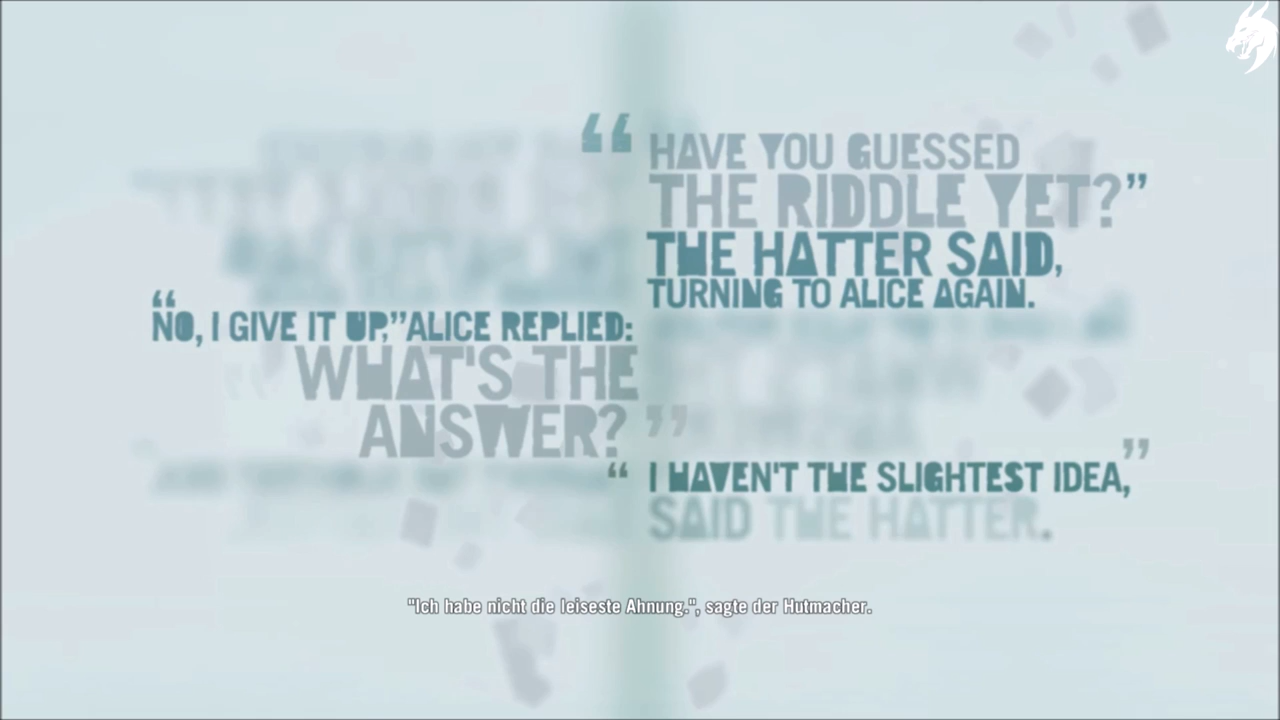 “ HAVE YOU GUESSED
THE RIDDLE YET?”
THE HATTER SAID,
TURNING TO ALICE AGAIN.
“NO, I GIVE IT UP,”ALICE REPLIED:
WHAT'S THE
ANSWER? ”
“ I HAVEN'T THE SLIGHTEST IDEA,”
SAID THE HATTER.
"Ich habe nicht die leiseste Ahnung.", sagte der Hutmacher.